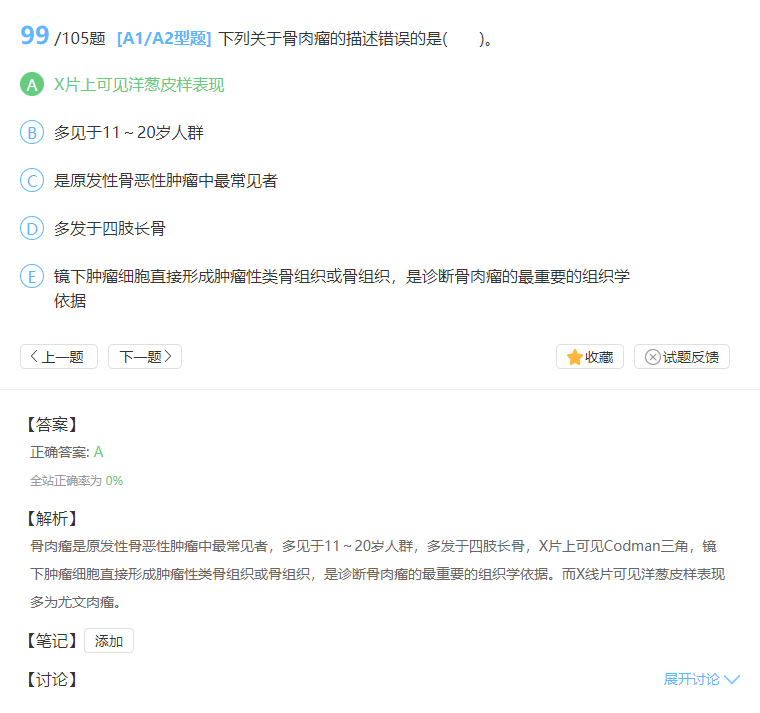 99 /105题 [A1/A2型题] 下列关于骨肉瘤的描述错误的是(　　)。
A X片上可见洋葱皮样表现
B 多见于11～20岁人群
C 是原发性骨恶性肿瘤中最常见者
D 多发于四肢长骨
E 镜下肿瘤细胞直接形成肿瘤性类骨组织或骨组织，是诊断骨肉瘤的最重要的组织学
依据
上一题 下一题 收藏 试题反馈
【答案】
正确答案: A
全站正确率为 0%
【解析】
骨肉瘤是原发性骨恶性肿瘤中最常见者，多见于11～20岁人群，多发于四肢长骨，X片上可见Codman三角，镜
下肿瘤细胞直接形成肿瘤性类骨组织或骨组织，是诊断骨肉瘤的最重要的组织学依据。而X线片可见洋葱皮样表现
多为尤文肉瘤。
【笔记】 添加
【讨论】 展开讨论